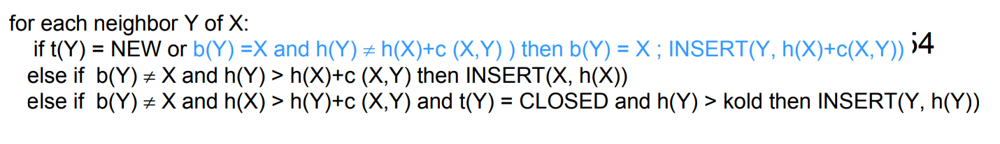 for each neighbor Y of X:
if t(Y) = NEW or b(Y) =X and h(Y) ≠ h(X)+c (X,Y) ) then b(Y) = X ; INSERT(Y, h(X)+c(X,Y))
else if b(Y) ≠ X and h(Y) > h(X)+c (X,Y) then INSERT(X, h(X))
else if b(Y) ≠ X and h(X) > h(Y)+c (X,Y) and t(Y) = CLOSED and h(Y) > kold then INSERT(Y, h(Y))